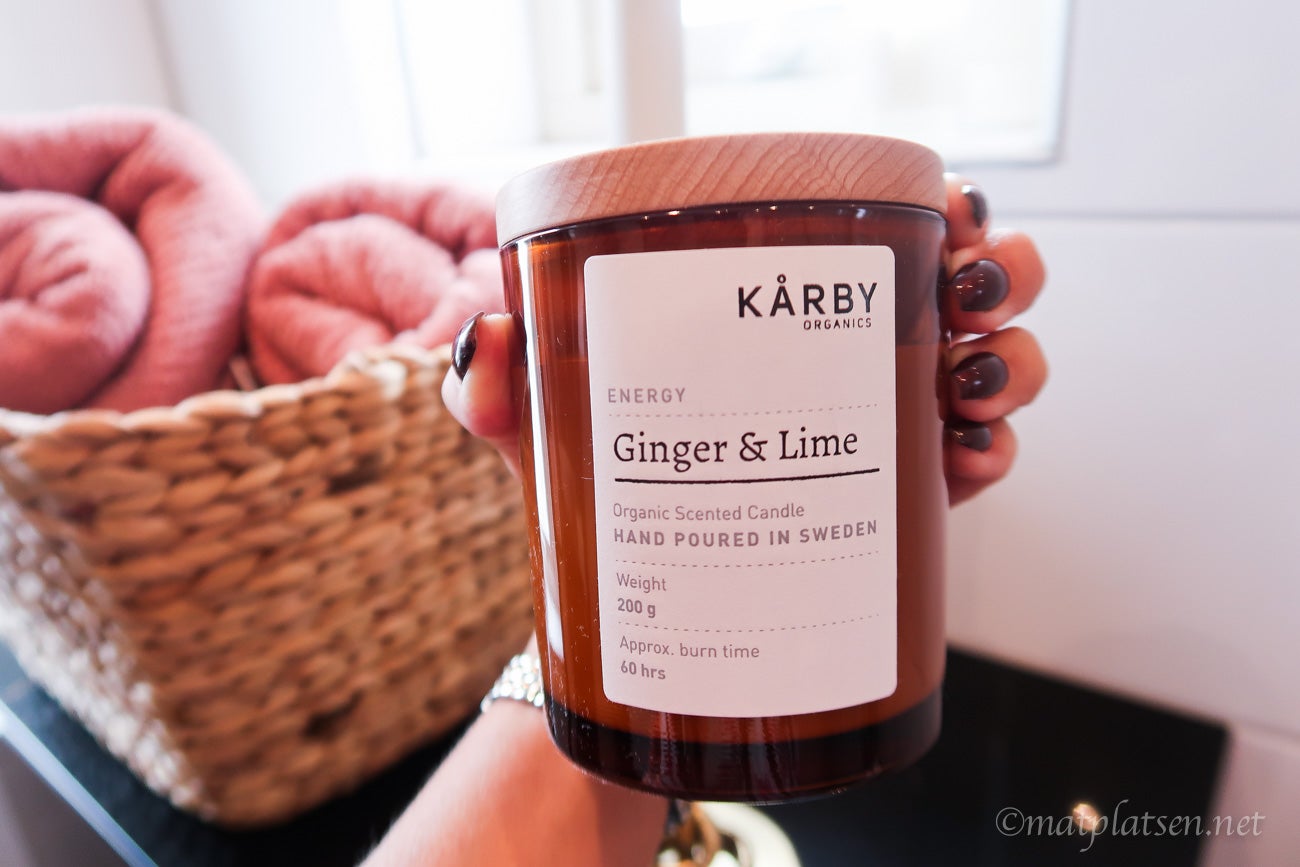 KÅRBY
ORGANICS
ENERGY
Ginger & Lime
Organic Scented Candle
HAND POURED IN SWEDEN
Weight
200 g
Approx. burn time
60 hrs
©matplatsen.net